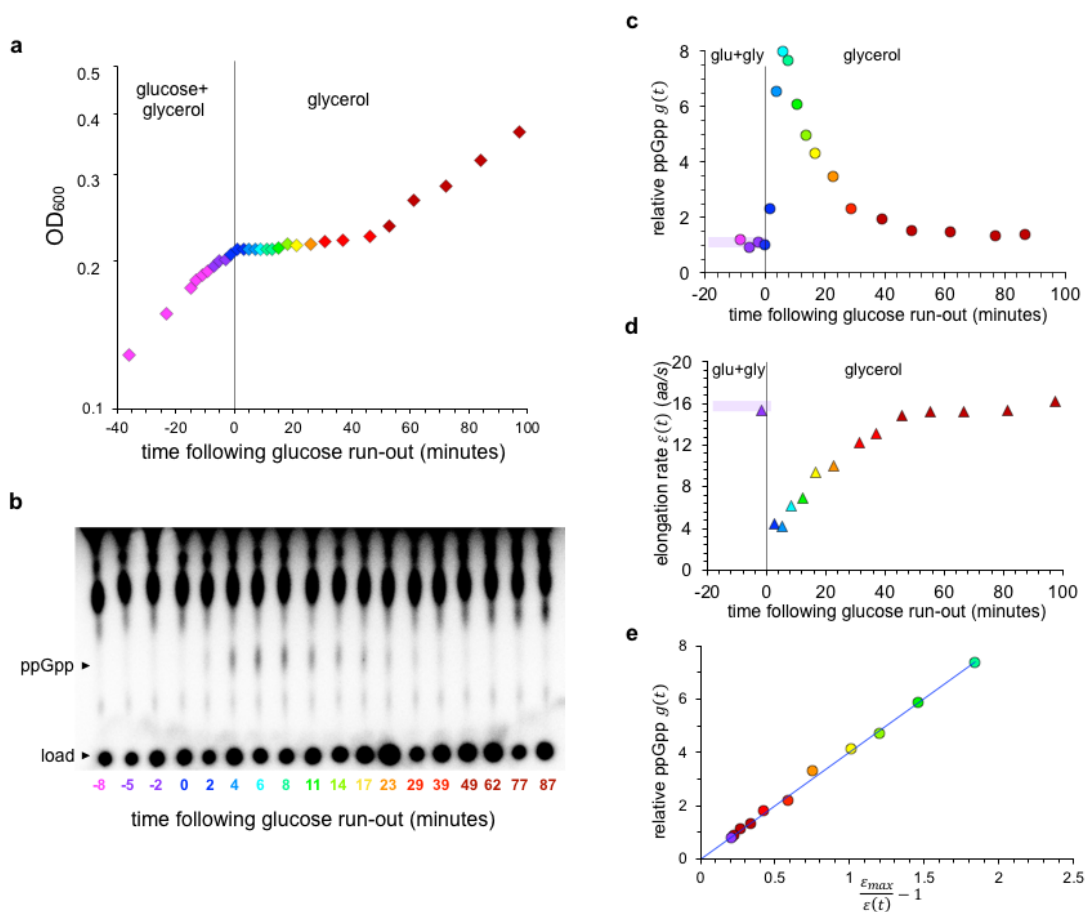 a
0.5
0.4
0.3
0.2
0.1
OD600
glucose+
glycerol
glycerol
-40 -20 0 20 40 60 80 100
time following glucose run-out (minutes)
b
ppGpp
load
-8 -5 -2 0 2 4 6 8 11 14 17 23 29 39 49 62 77 87
time following glucose run-out (minutes)
c
8
6
4
2
0
relative ppGpp g(t)
glu+gly
glycerol
-20 0 20 40 60 80 100
time following glucose run-out (minutes)
d
20
16
12
8
4
0
elongation rate ε(t) (aa/s)
glu+gly
glycerol
-20 0 20 40 60 80 100
time following glucose run-out (minutes)
e
8
6
4
2
0
relative ppGpp g(t)
0 0.5 1 1.5 2 2.5
εmax
ε(t) − 1